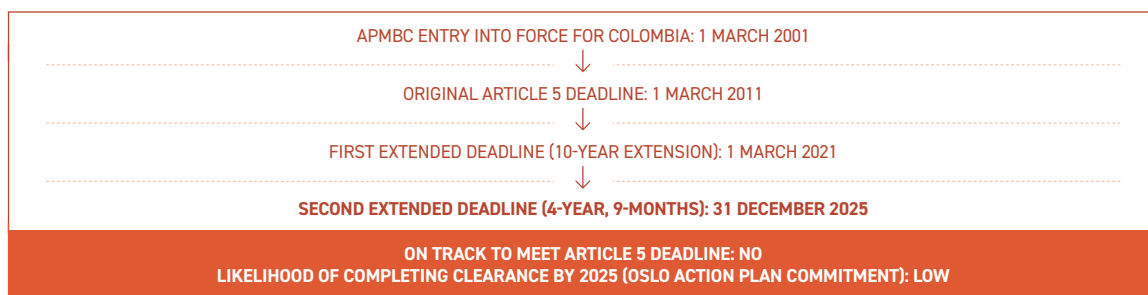 APMBC ENTRY INTO FORCE FOR COLOMBIA: 1 MARCH 2001
ORIGINAL ARTICLE 5 DEADLINE: 1 MARCH 2011
FIRST EXTENDED DEADLINE (10-YEAR EXTENSION): 1 MARCH 2021
SECOND EXTENDED DEADLINE (4-YEAR, 9-MONTHS): 31 DECEMBER 2025
ON TRACK TO MEET ARTICLE 5 DEADLINE: NO
LIKELIHOOD OF COMPLETING CLEARANCE BY 2025 (OSLO ACTION PLAN COMMITMENT): LOW